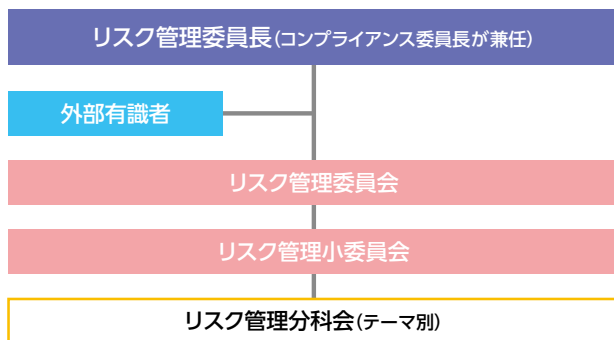 リスク管理委員長(コンプライアンス委員長が兼任)
外部有識者
リスク管理委員会
リスク管理小委員会
リスク管理分科会(テーマ別)